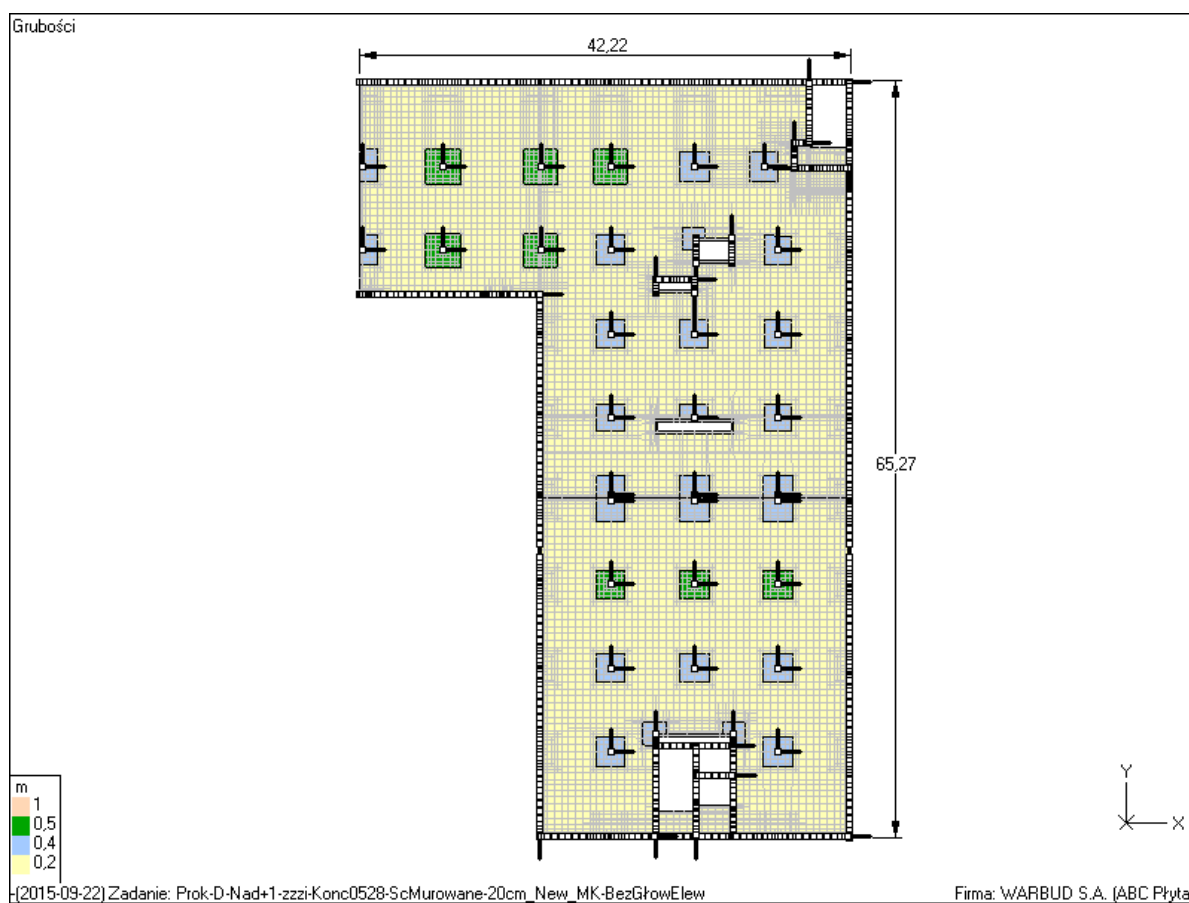 Grubości
42,22
65,27
m
1
0,5
0,4
0,2
Y
X
-(2015-09-22) Zadanie: Prok-D-Nad+1-zzzi-Konc0528-ScMurowane-20cm_New_MK-BezGłowElew
Firma: WARBUD S.A. (ABC Płyta